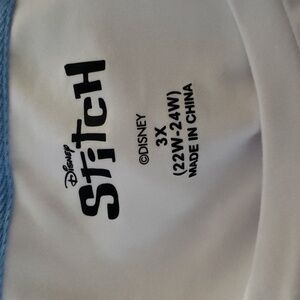 Disney
Stitch
©DISNEY
3X
(22W-24W)
MADE IN CHINA